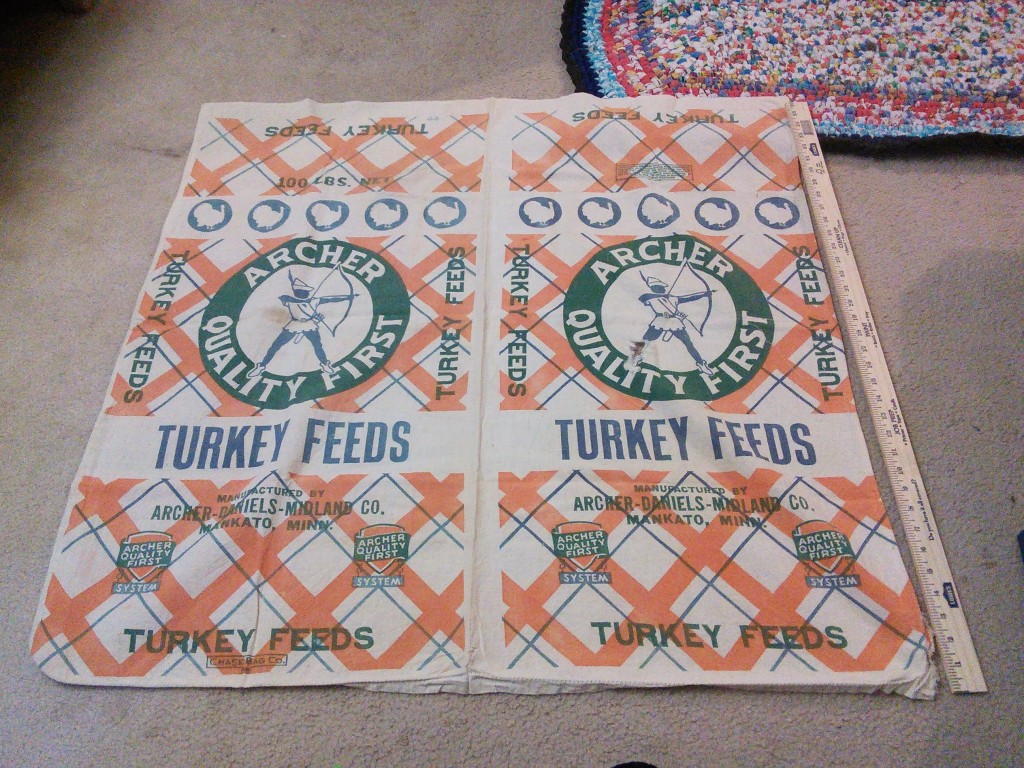 TURKEY FEEDS
TURKEY FEEDS
100 LBS. NET
ARCHER
QUALITY FIRST
TURKEY FEEDS
TURKEY FEEDS
ARCHER
QUALITY FIRST
TURKEY FEEDS
TURKEY FEEDS
TURKEY FEEDS
TURKEY FEEDS
MANUFACTURED BY
ARCHER-DANIELS-MIDLAND CO.
MANKATO, MINN.
MANUFACTURED BY
ARCHER-DANIELS-MIDLAND CO.
MANKATO, MINN.
ARCHER
QUALITY
FIRST
SYSTEM
ARCHER
QUALITY
FIRST
SYSTEM
ARCHER
QUALITY
FIRST
SYSTEM
ARCHER
QUALITY
FIRST
SYSTEM
TURKEY FEEDS
CHASE BAG CO.
TURKEY FEEDS